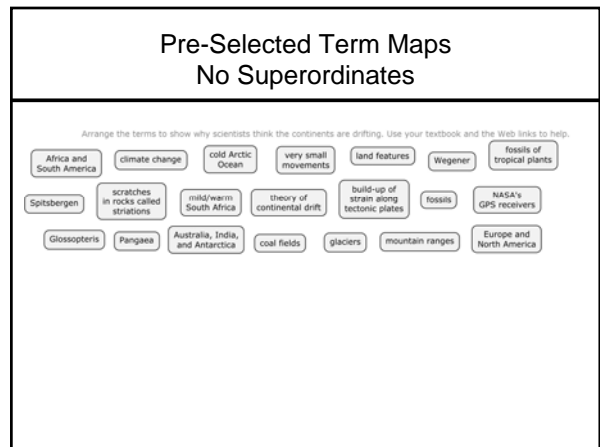 Pre-Selected Term Maps
No Superordinates
Arrange the terms to show why scientists think the continents are drifting. Use your textbook and the Web links to help.
Africa and
South America
climate change
cold Arctic
Ocean
very small
movements
land features
Wegener
fossils of
tropical plants
Spitsbergen
scratches
in rocks called
striations
mild/warm
South Africa
theory of
continental drift
build-up of
strain along
tectonic plates
fossils
NASA's
GPS receivers
Glossopteris
Pangaea
Australia, India,
and Antarctica
coal fields
glaciers
mountain ranges
Europe and
North America